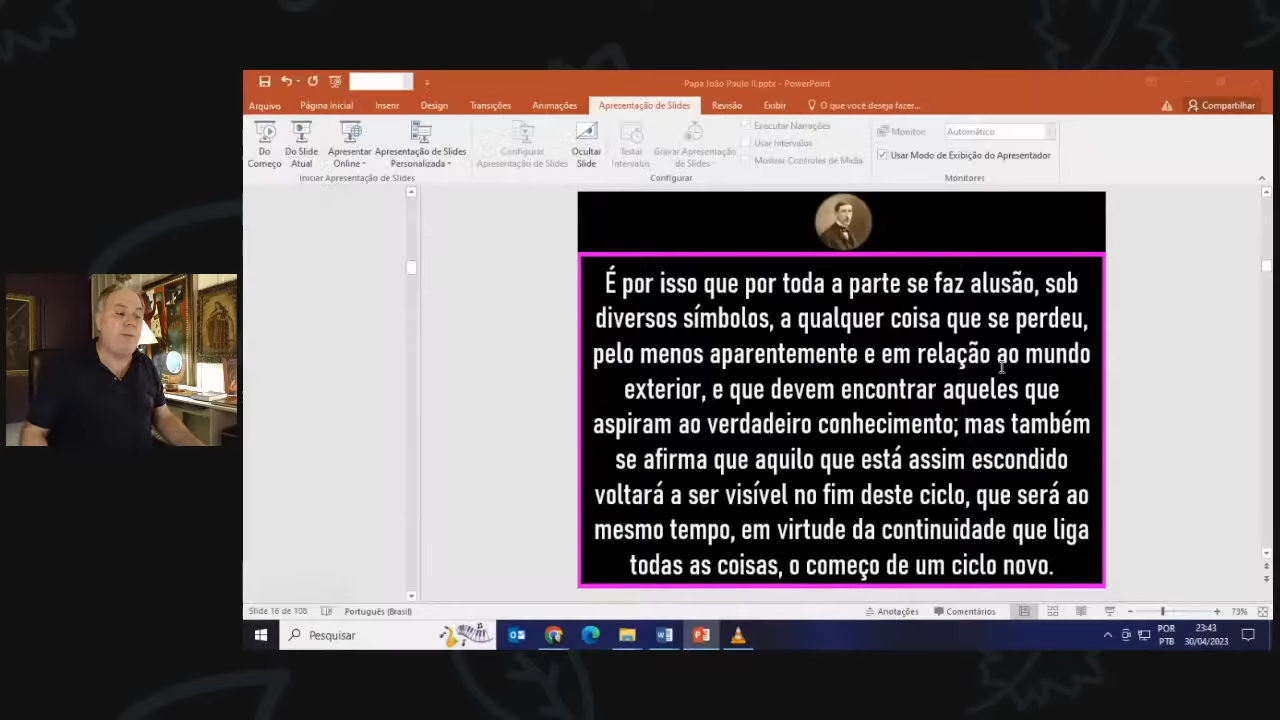 Papa João Paulo II.pptx - PowerPoint
Arquivo Página Inicial Inserir Design Transições Animações Apresentação de Slides Revisão Exibir O que você deseja fazer... Compartilhar
Do Começo
Do Slide Atual
Apresentar Online
Apresentação de Slides Personalizada
Configurar Apresentação de Slides
Ocultar Slide
Testar Intervalos
Gravar Apresentação de Slides
Executar Narrações
Usar Intervalos
Mostrar Controles de Mídia
Monitor: Automático
Usar Modo de Exibição do Apresentador
Iniciar Apresentação de Slides Configurar Monitores
É por isso que por toda a parte se faz alusão, sob
diversos símbolos, a qualquer coisa que se perdeu,
pelo menos aparentemente e em relação ao mundo
exterior, e que devem encontrar aqueles que
aspiram ao verdadeiro conhecimento; mas também
se afirma que aquilo que está assim escondido
voltará a ser visível no fim deste ciclo, que será ao
mesmo tempo, em virtude da continuidade que liga
todas as coisas, o começo de um ciclo novo.
Slide 16 de 108 Português (Brasil) Anotações Comentários 73%
Pesquisar
POR 23:43
PTB 30/04/2023